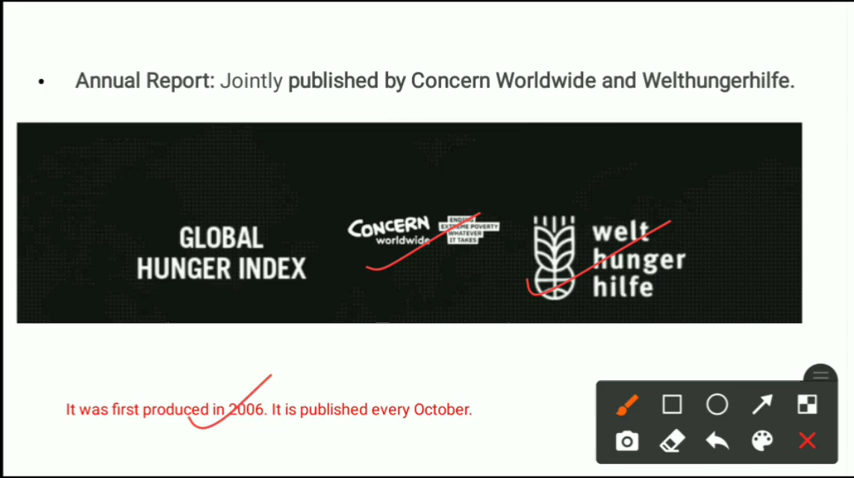 • Annual Report: Jointly published by Concern Worldwide and Welthungerhilfe.
GLOBAL
HUNGER INDEX
CONCERN
worldwide
ENDING
EXTREME POVERTY
WHATEVER
IT TAKES
welt
hunger
hilfe
It was first produced in 2006. It is published every October.